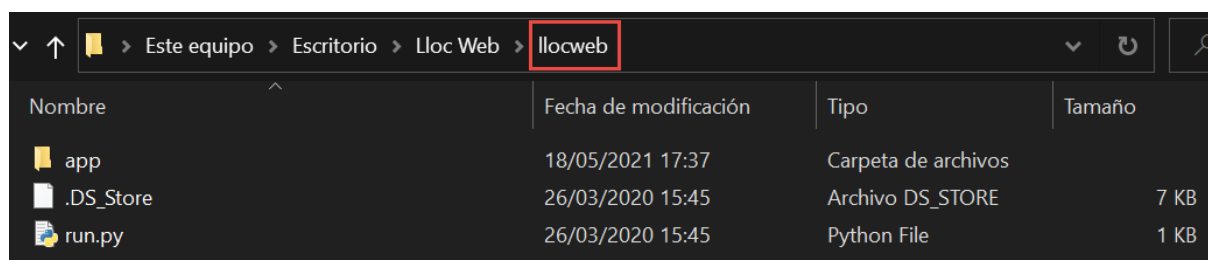 Este equipo > Escritorio > Lloc Web > llocweb
Nombre Fecha de modificación Tipo Tamaño
app 18/05/2021 17:37 Carpeta de archivos
.DS_Store 26/03/2020 15:45 Archivo DS_STORE 7 KB
run.py 26/03/2020 15:45 Python File 1 KB